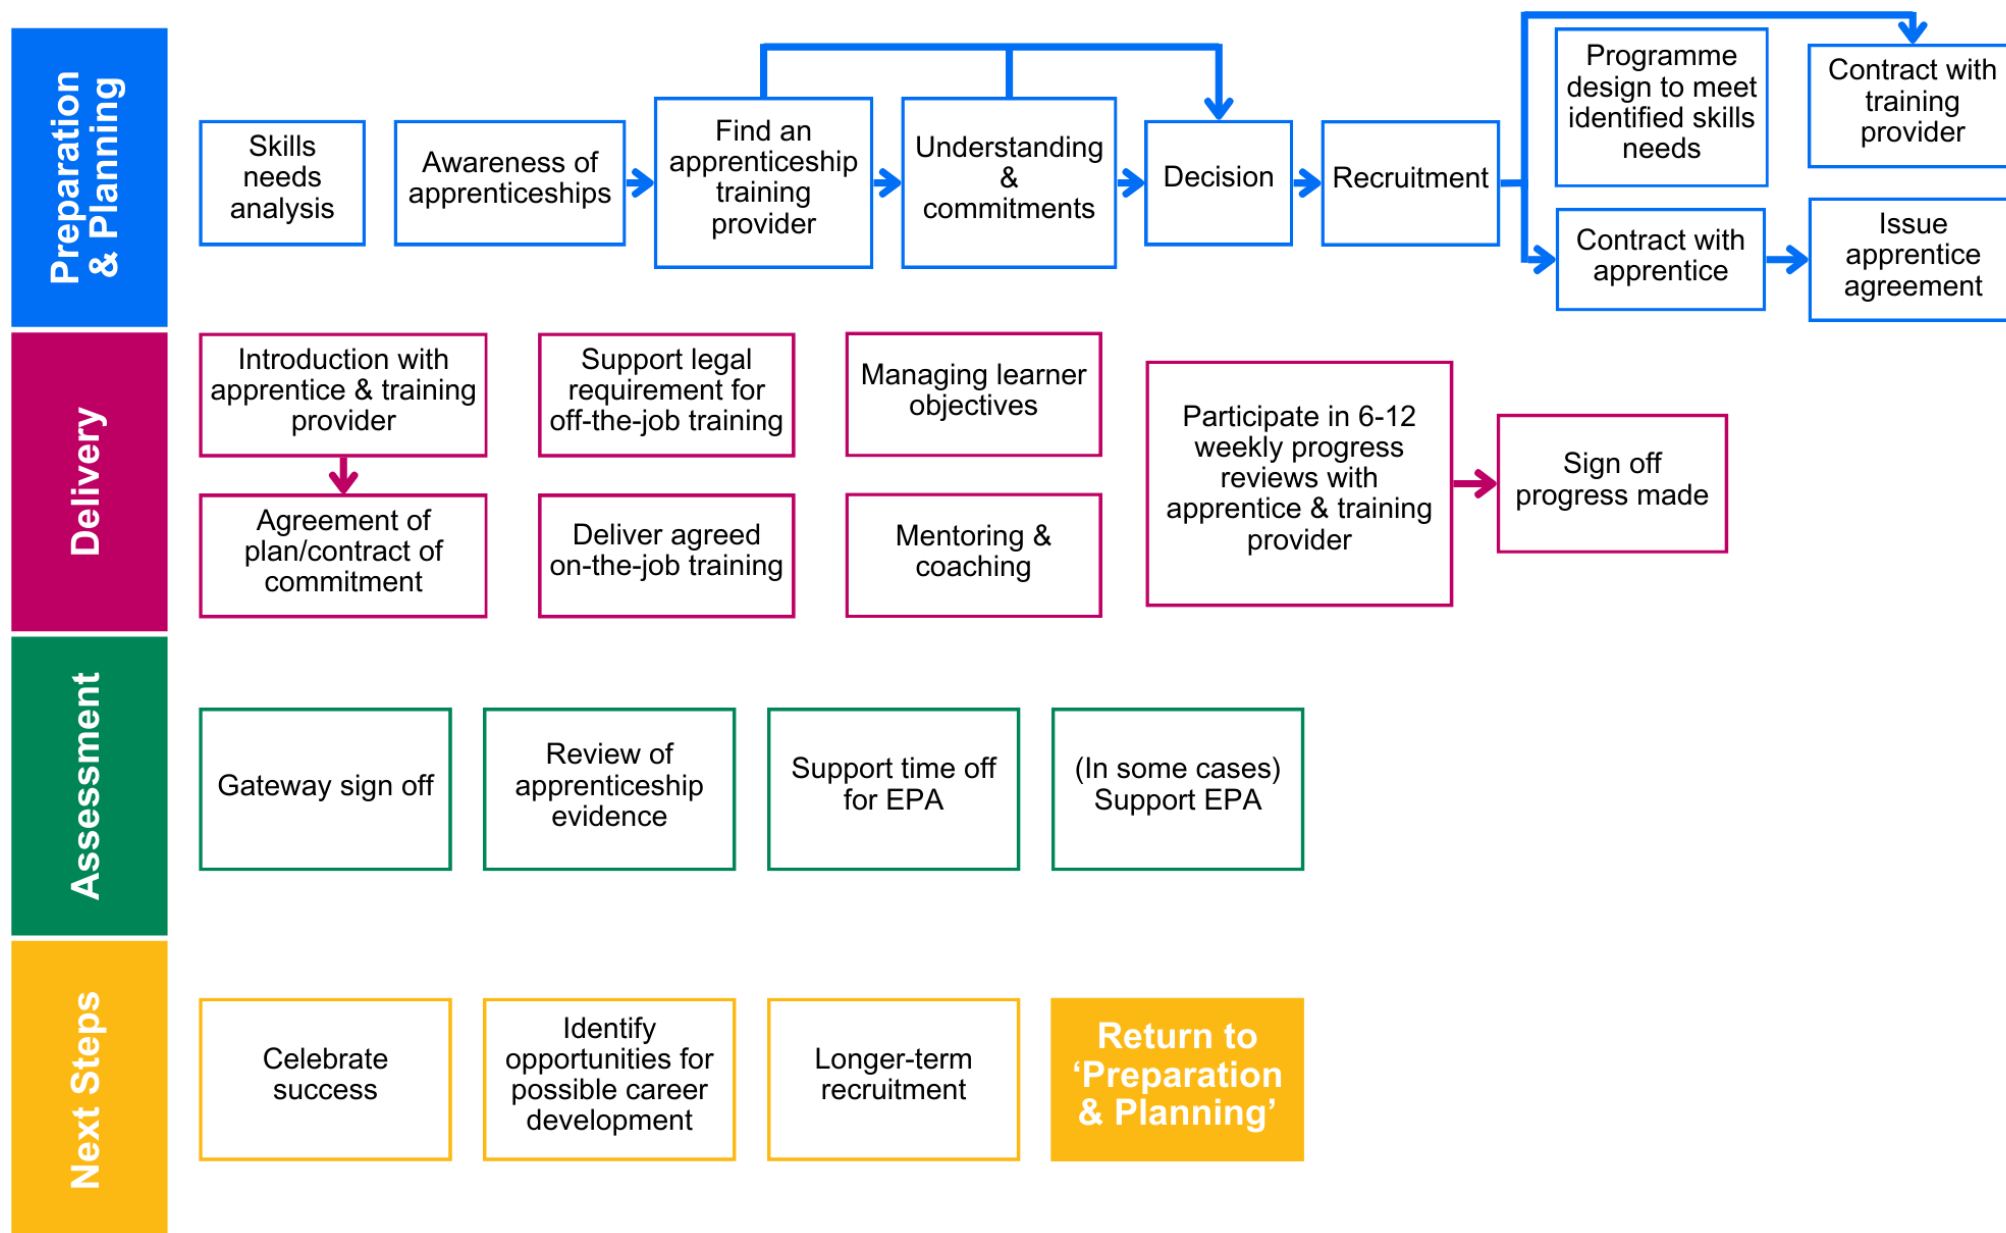 Preparation
& Planning
Skills
needs
analysis
Awareness of
apprenticeships
Find an
apprenticeship
training
provider
Understanding
&
commitments
Decision
Recruitment
Programme
design to meet
identified skills
needs
Contract with
training
provider
Contract with
apprentice
Issue
apprentice
agreement
Delivery
Introduction with
apprentice & training
provider
Agreement of
plan/contract of
commitment
Support legal
requirement for
off-the-job training
Deliver agreed
on-the-job training
Managing learner
objectives
Mentoring &
coaching
Participate in 6-12
weekly progress
reviews with
apprentice & training
provider
Sign off
progress made
Assessment
Gateway sign off
Review of
apprenticeship
evidence
Support time off
for EPA
(In some cases)
Support EPA
Next Steps
Celebrate
success
Identify
opportunities for
possible career
development
Longer-term
recruitment
Return to
‘Preparation
& Planning’